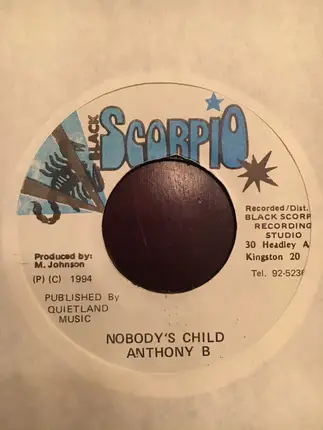 BLACK
SCORPIO
Recorded/Dist.
BLACK SCORP
RECORDING
STUDIO
30 Headley A
Kingston 20
Tel. 92-5236
Produced by:
M. Johnson
(P) (C) 1994
PUBLISHED By
QUIETLAND
MUSIC
NOBODY'S CHILD
ANTHONY B